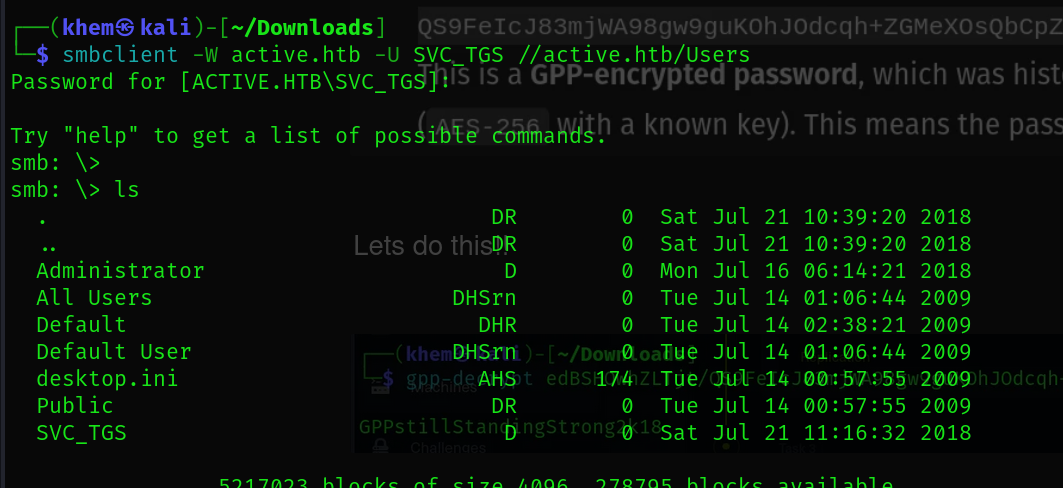 ┌──(khem㉿kali)-[~/Downloads]
└─$ smbclient -W active.htb -U SVC_TGS //active.htb/Users
Password for [ACTIVE.HTB\SVC_TGS]:
Try "help" to get a list of possible commands.
smb: \>
smb: \> ls
  .                                  DR        0  Sat Jul 21 10:39:20 2018
  ..                                 DR        0  Sat Jul 21 10:39:20 2018
  Administrator                       D        0  Mon Jul 16 06:14:21 2018
  All Users                       DHSrn        0  Tue Jul 14 01:06:44 2009
  Default                           DHR        0  Tue Jul 14 02:38:21 2009
  Default User                    DHSrn        0  Tue Jul 14 01:06:44 2009
  desktop.ini                       AHS      174  Tue Jul 14 00:57:55 2009
  Public                             DR        0  Tue Jul 14 00:57:55 2009
  SVC_TGS                             D        0  Sat Jul 21 11:16:32 2018
5217023 blocks of size 4096. 278795 blocks available
QS9FeIcJ83mjWA98gw9guKOhJOdcqh+ZGMeXOsQbCpZ
This is a GPP-encrypted password, which was hist
(AES-256 with a known key). This means the pass
Lets do this!!
┌──(khem㉿kali)-[~/Downloads]
└─$ gpp-decrypt
GPPstillStandingStrong2k18
Machines
Challenges